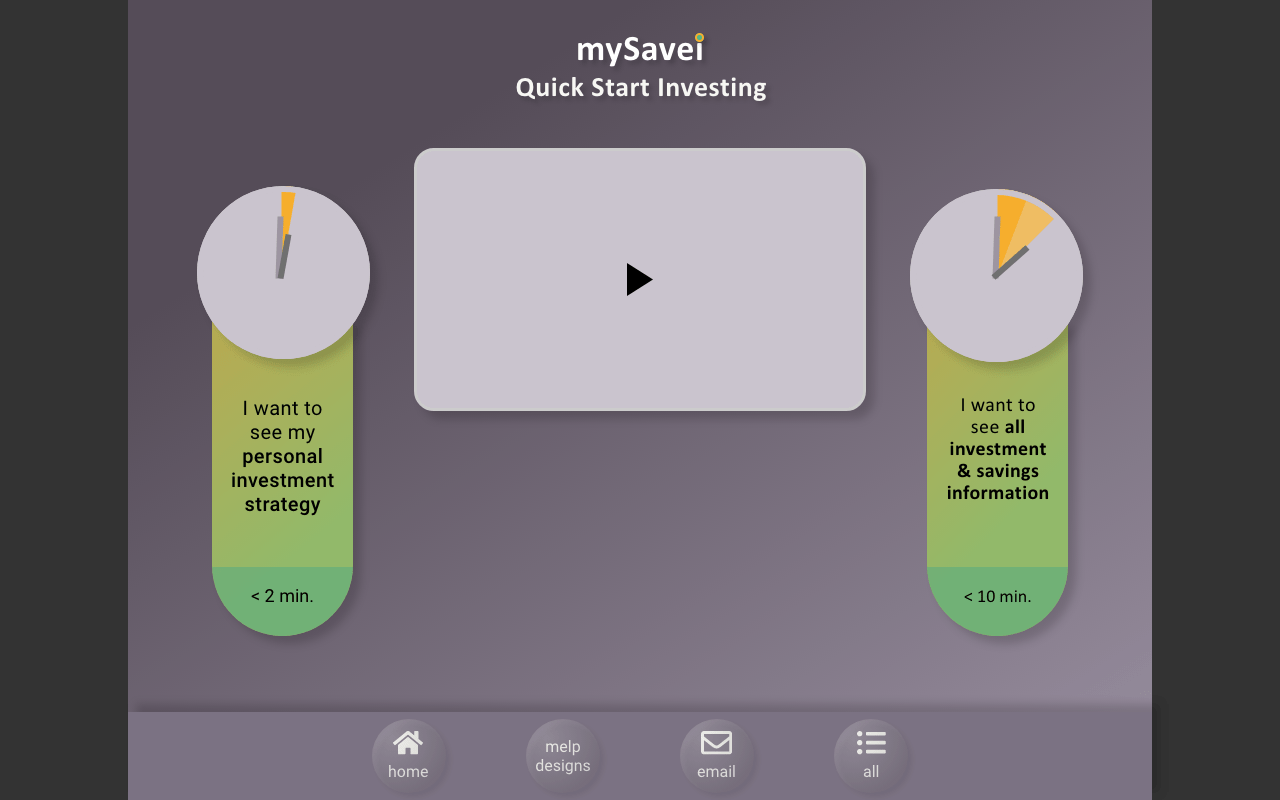 mySavei
Quick Start Investing
I want to
see my
personal
investment
strategy
< 2 min.
I want to
see all
investment
& savings
information
< 10 min.
home
melp
designs
email
all